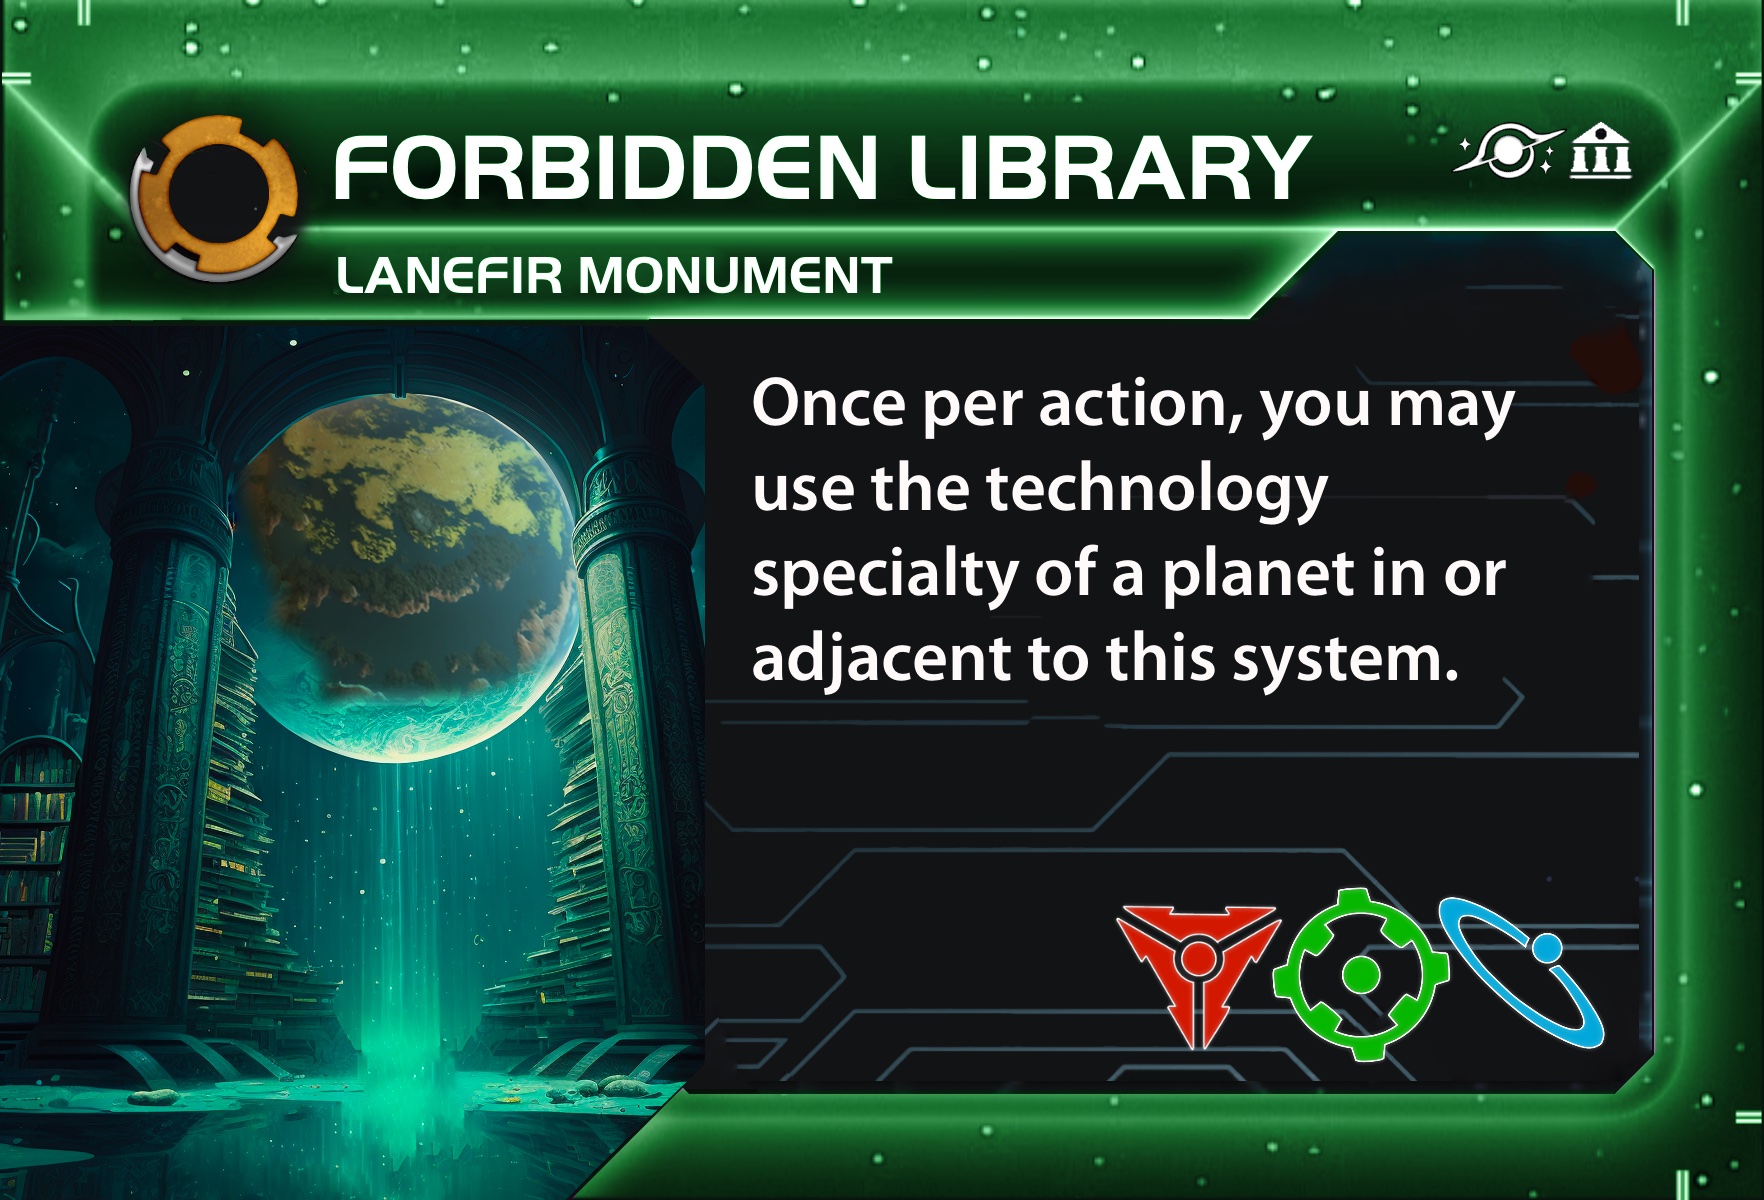 FORBIDDEN LIBRARY
LANEFIR MONUMENT
Once per action, you may
use the technology
specialty of a planet in or
adjacent to this system.